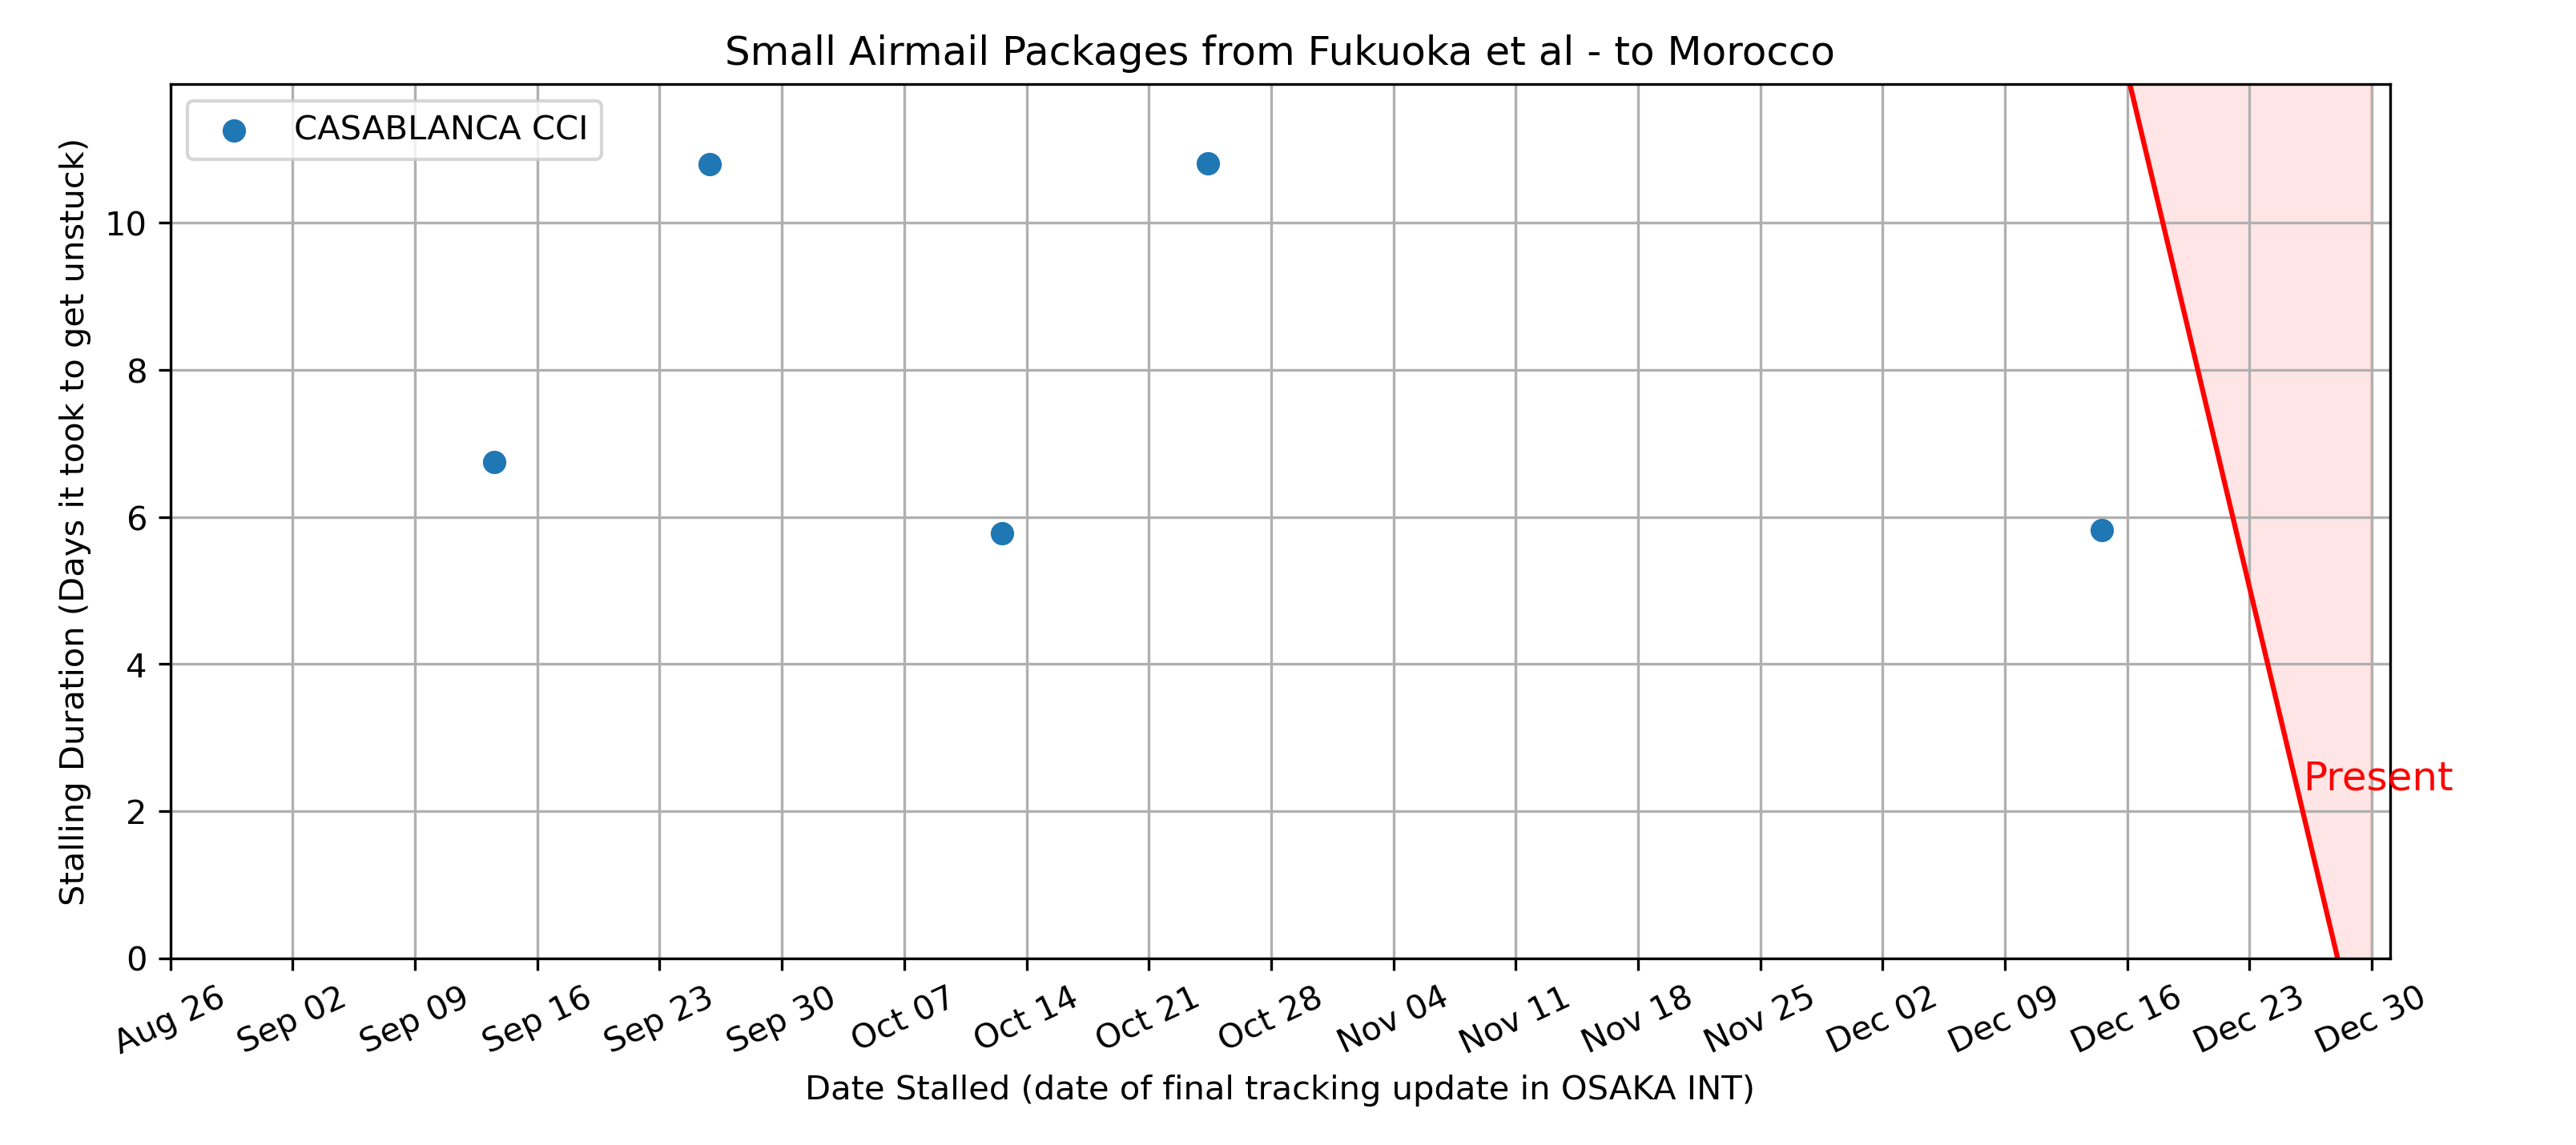 Small Airmail Packages from Fukuoka et al - to Morocco
CASABLANCA CCI
Stalling Duration (Days it took to get unstuck)
10
8
6
4
2
0
Present
Aug 26
Sep 02
Sep 09
Sep 16
Sep 23
Sep 30
Oct 07
Oct 14
Oct 21
Oct 28
Nov 04
Nov 11
Nov 18
Nov 25
Dec 02
Dec 09
Dec 16
Dec 23
Dec 30
Date Stalled (date of final tracking update in OSAKA INT)